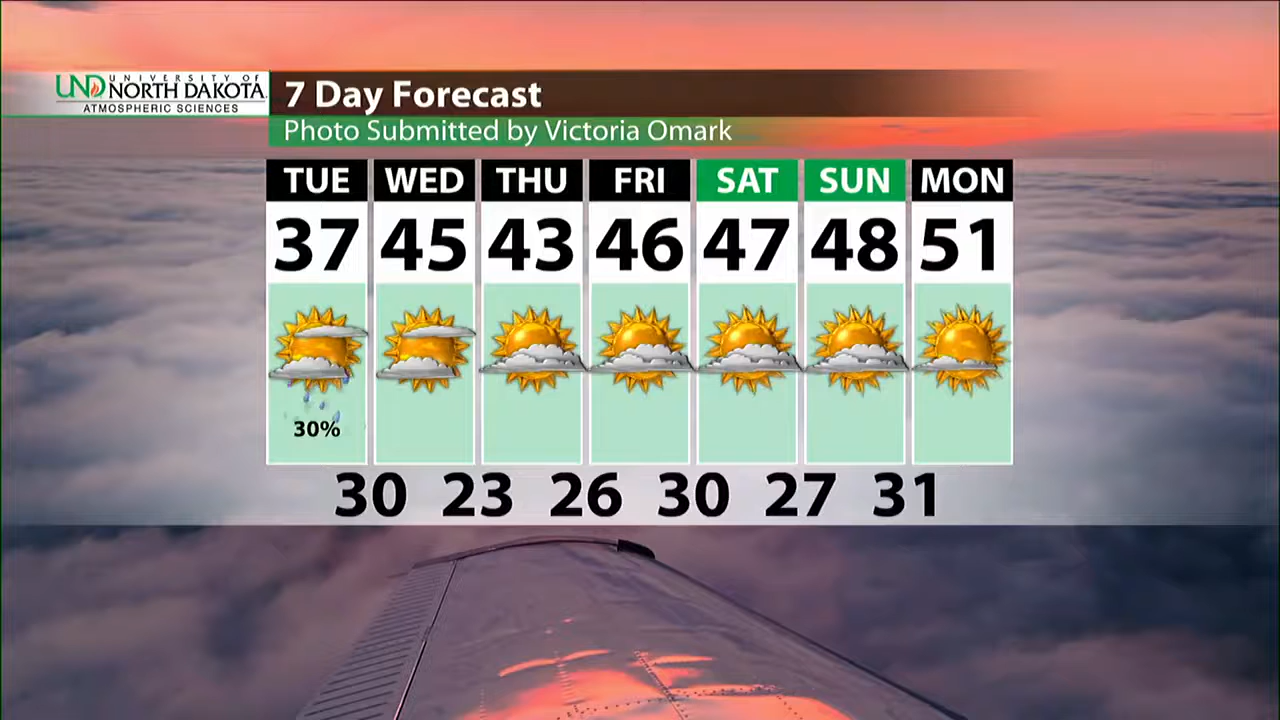 UND UNIVERSITY OF
NORTH DAKOTA
ATMOSPHERIC SCIENCES
7 Day Forecast
Photo Submitted by Victoria Omark
TUE WED THU FRI SAT SUN MON
37 45 43 46 47 48 51
30%
30 23 26 30 27 31